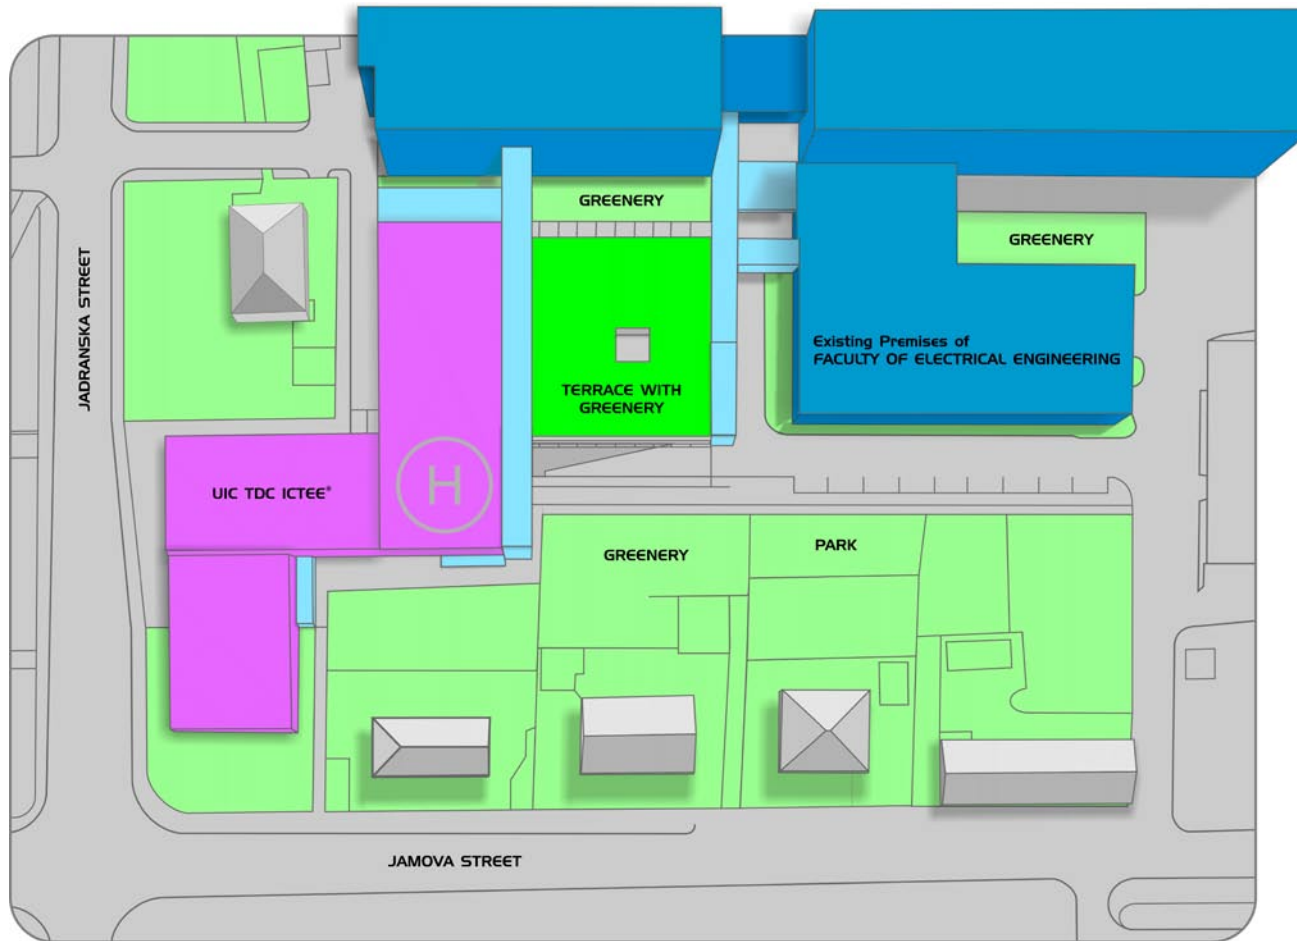 GREENERY
GREENERY
JADRANSKA STREET
Existing Premises of
FACULTY OF ELECTRICAL ENGINEERING
TERRACE WITH
GREENERY
H
UIC TDC ICTEE*
GREENERY
PARK
JAMOVA STREET